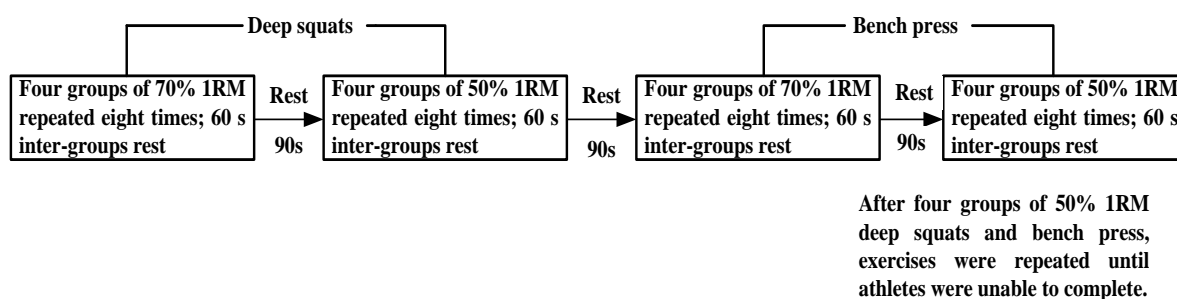 Deep squats
Bench press
Four groups of 70% 1RM
repeated eight times; 60 s
inter-groups rest
Rest
90s
Four groups of 50% 1RM
repeated eight times; 60 s
inter-groups rest
Rest
90s
Four groups of 70% 1RM
repeated eight times; 60 s
inter-groups rest
Rest
90s
Four groups of 50% 1RM
repeated eight times; 60 s
inter-groups rest
After four groups of 50% 1RM
deep squats and bench press,
exercises were repeated until
athletes were unable to complete.